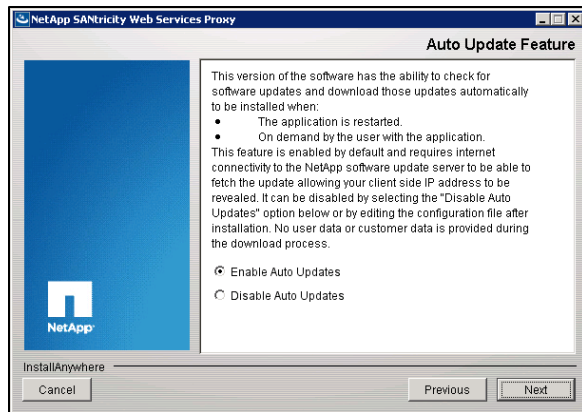 NetApp SANtricity Web Services Proxy
Auto Update Feature
This version of the software has the ability to check for
software updates and download those updates automatically
to be installed when:
• The application is restarted.
• On demand by the user with the application.
This feature is enabled by default and requires internet
connectivity to the NetApp software update server to be able to
fetch the update allowing your client side IP address to be
revealed. It can be disabled by selecting the "Disable Auto
Updates" option below or by editing the configuration file after
installation. No user data or customer data is provided during
the download process.
Enable Auto Updates
Disable Auto Updates
NetApp
InstallAnywhere
Cancel
Previous
Next